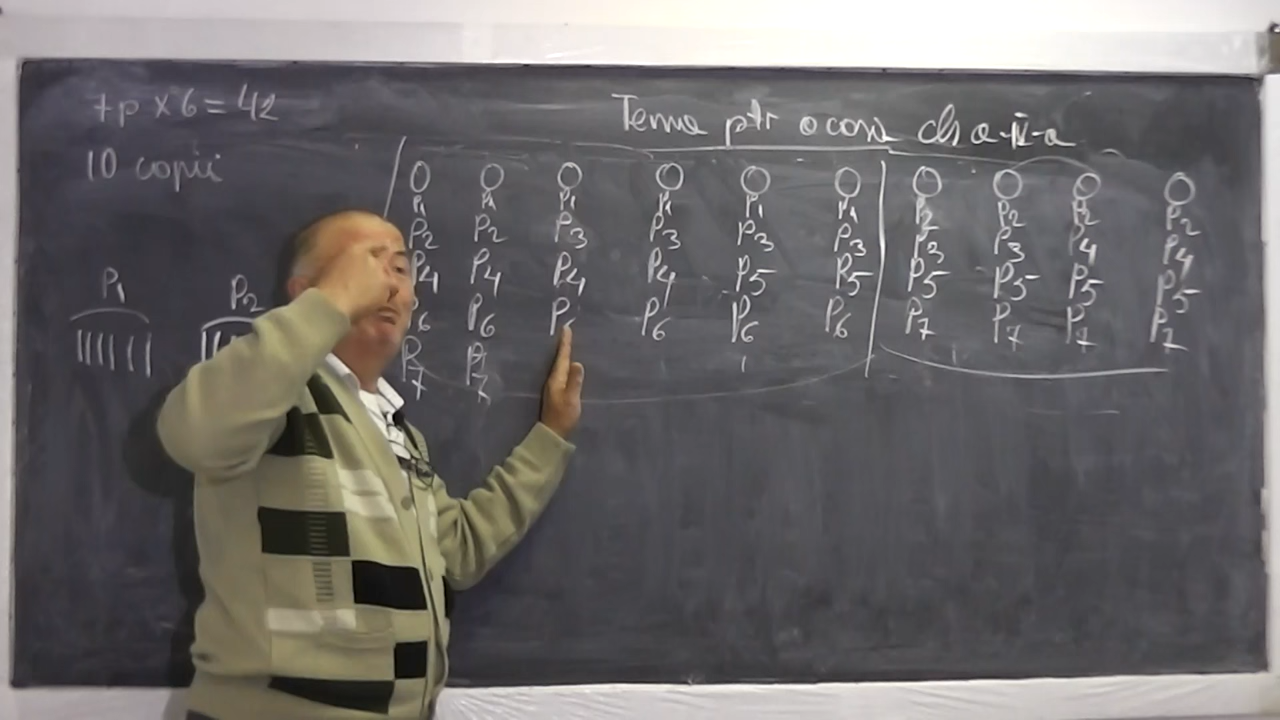 7p x 6 = 42
Tema ptr acasă cls a-II-a
10 copii
P1 P1 P1 P1 P1 P1 P2 P2 P2 P2
P2 P2 P3 P3 P3 P3 P3 P3 P4 P4
P4 P4 P4 P4 P5 P5 P5 P5 P5 P5
6 P6 P6 P6 P6 P6 P7 P7 P7 P7
P7 P7
P1 P2